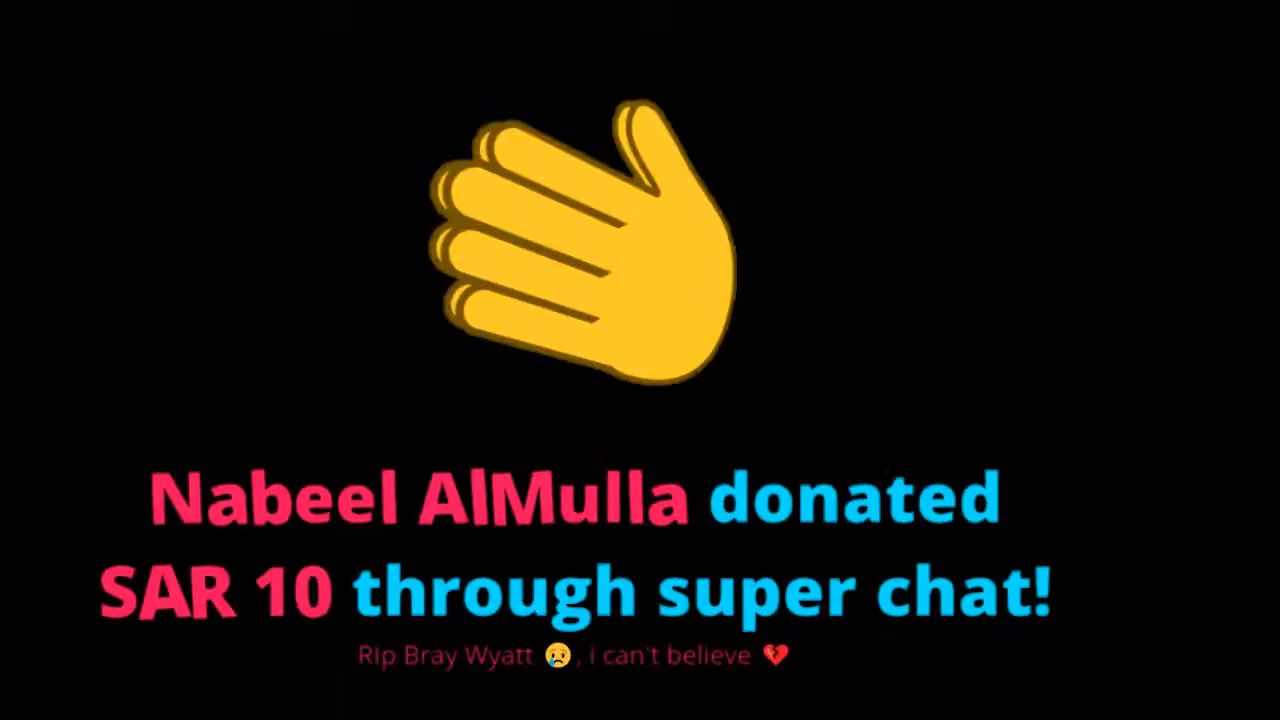 Nabeel AlMulla donated
SAR 10 through super chat!
Rip Bray Wyatt 😢, i can't believe 💔